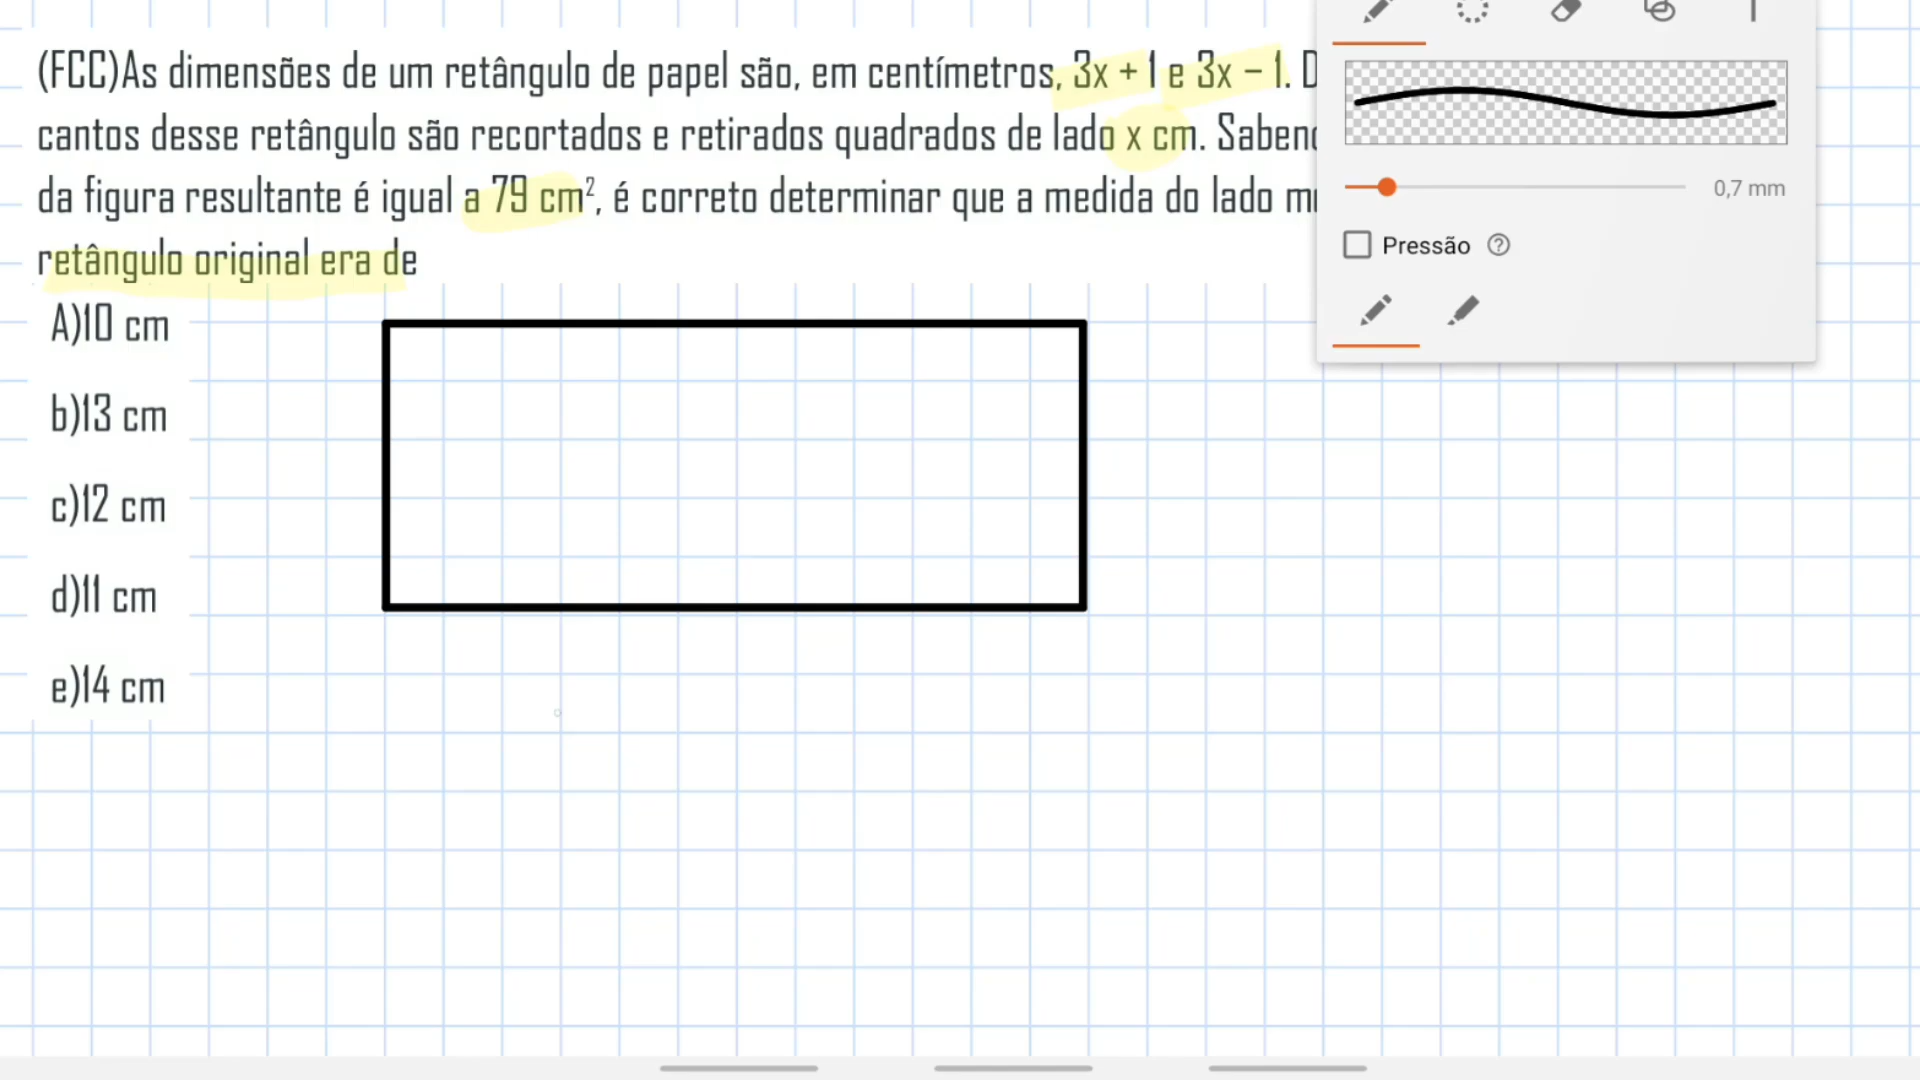 (FCC)As dimensões de um retângulo de papel são, em centímetros, 3x + 1 e 3x − 1.
cantos desse retângulo são recortados e retirados quadrados de lado x cm.
da figura resultante é igual a 79 cm², é correto determinar que a medida do lado
retângulo original era de
A)10 cm
b)13 cm
c)12 cm
d)11 cm
e)14 cm
0,7 mm
Pressão